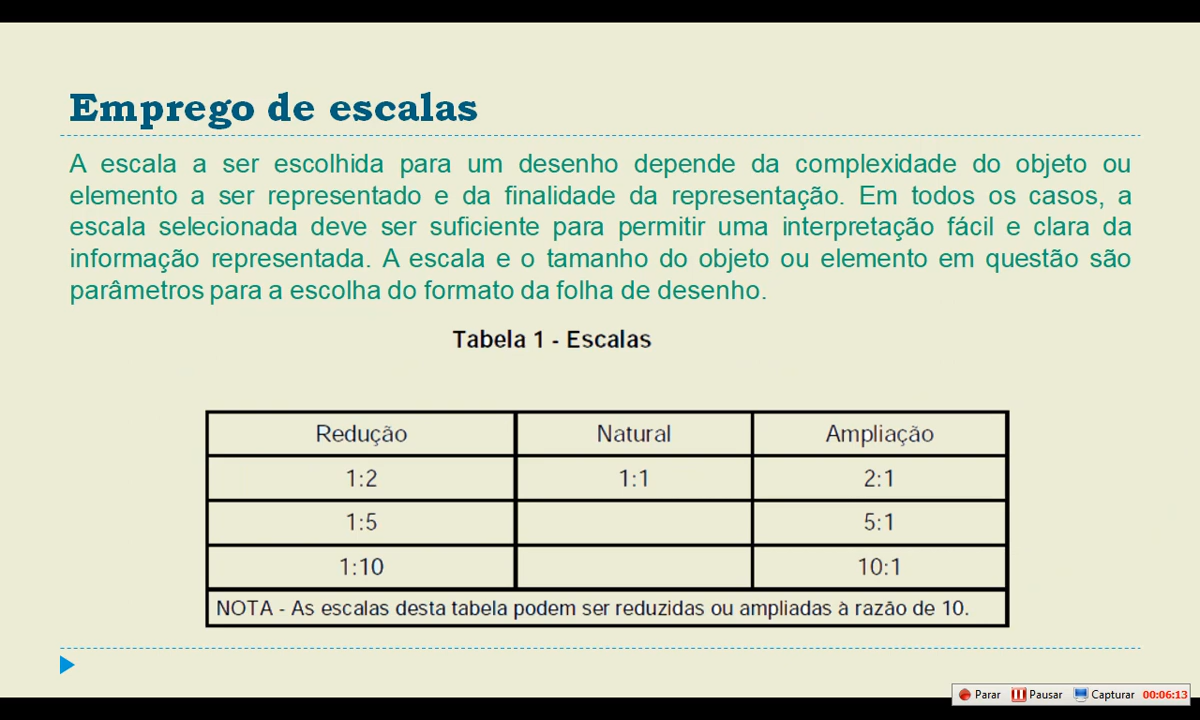 Emprego de escalas
A escala a ser escolhida para um desenho depende da complexidade do objeto ou
elemento a ser representado e da finalidade da representação. Em todos os casos, a
escala selecionada deve ser suficiente para permitir uma interpretação fácil e clara da
informação representada. A escala e o tamanho do objeto ou elemento em questão são
parâmetros para a escolha do formato da folha de desenho.
Tabela 1 - Escalas
Redução Natural Ampliação
1:2 1:1 2:1
1:5 5:1
1:10 10:1
NOTA - As escalas desta tabela podem ser reduzidas ou ampliadas à razão de 10.
Parar Pausar Capturar 00:06:13